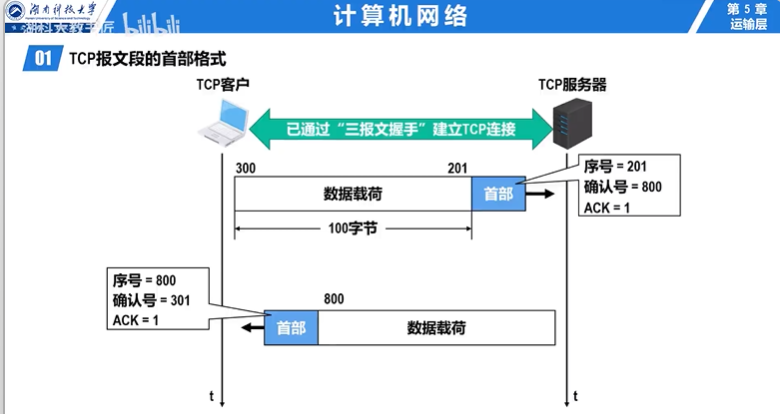 湖南科技大学
计算机网络
第 5 章
运输层
湖科大教书匠 bilibili
01 TCP报文段的首部格式
TCP客户
TCP服务器
已通过“三报文握手”建立TCP连接
300
201
数据载荷
首部
100字节
序号 = 201
确认号 = 800
ACK = 1
序号 = 800
确认号 = 301
ACK = 1
800
首部
数据载荷
t
t